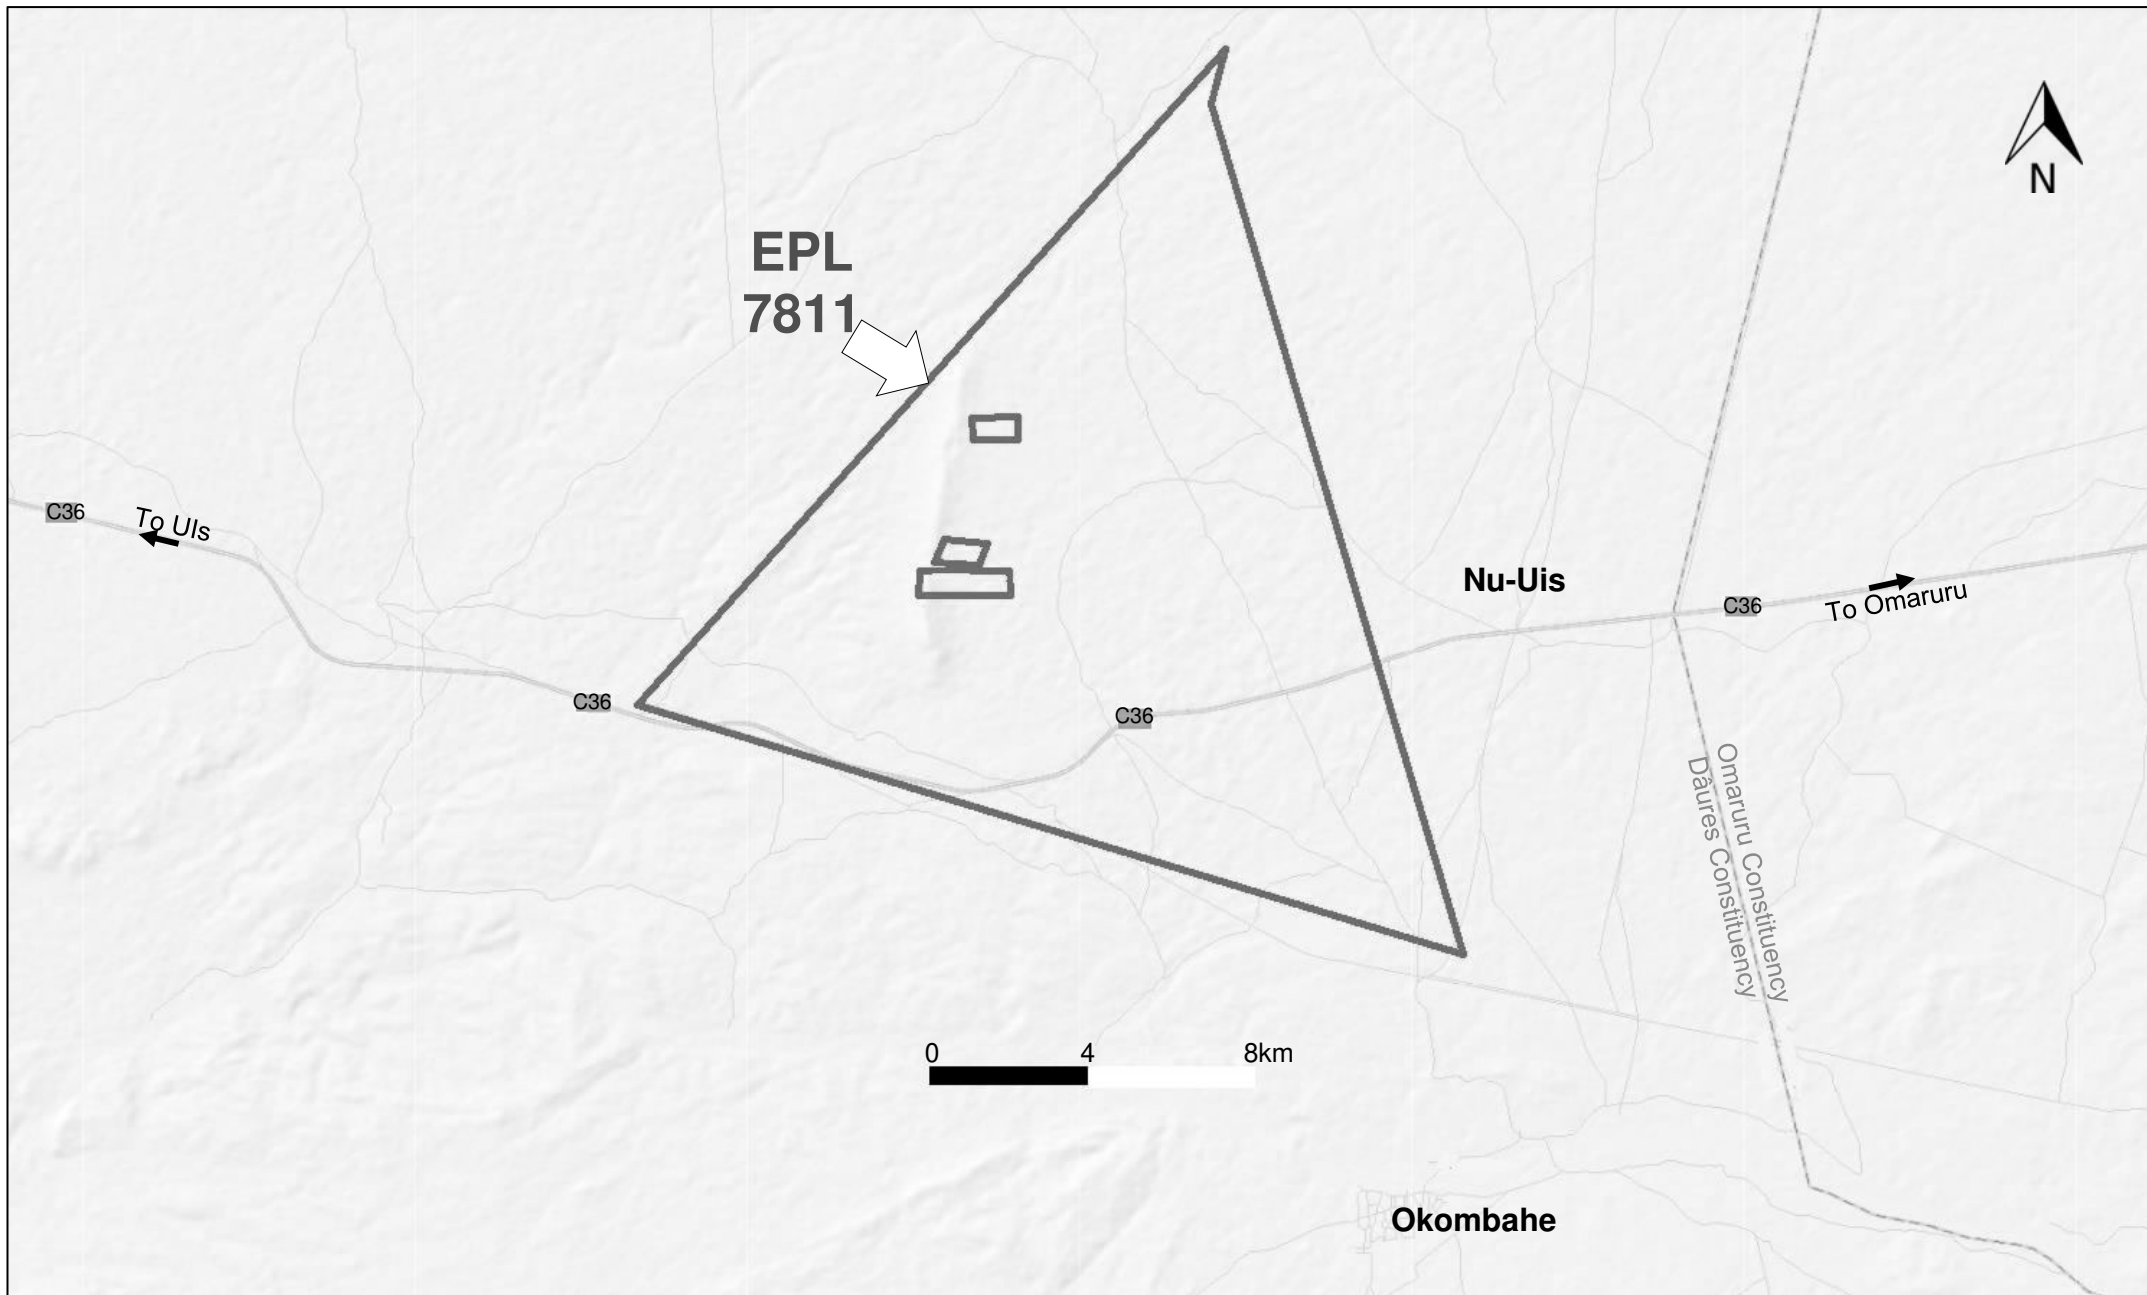 N
EPL
7811
C36
To UIs
Nu-Uis
C36
To Omaruru
C36
C36
Omaruru Constituency
Dâures Constituency
0 4 8km
Okombahe